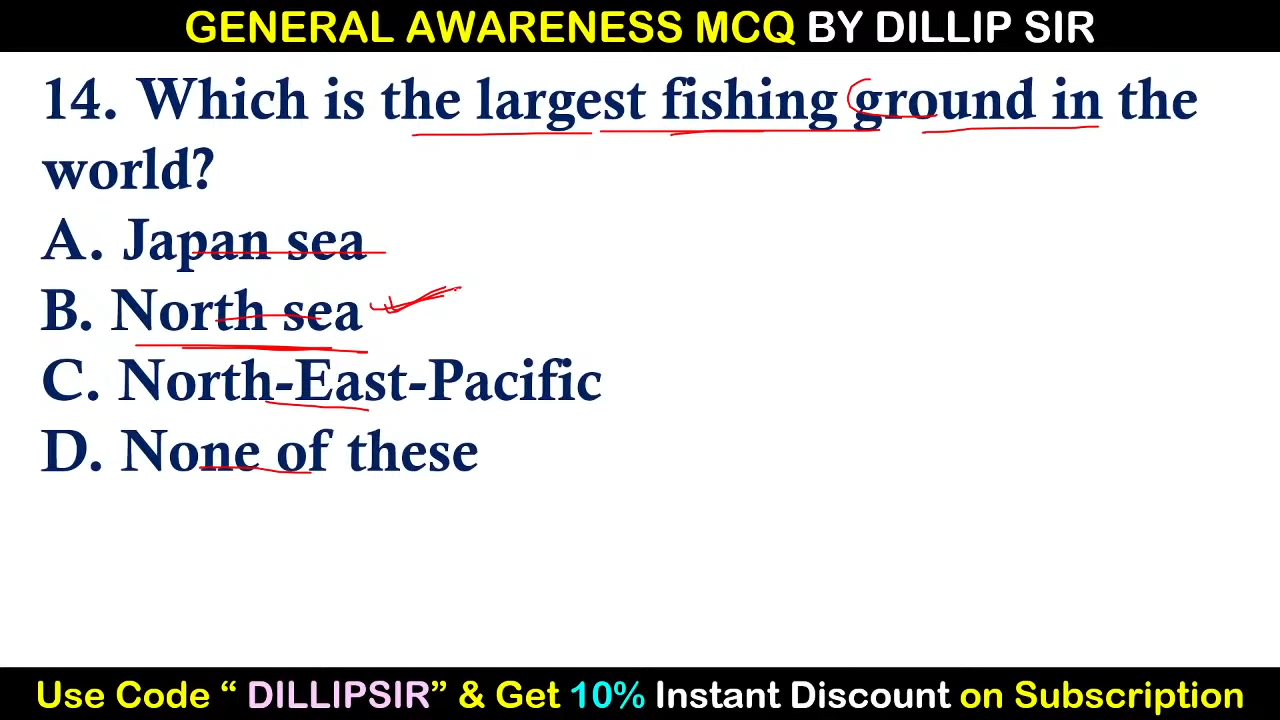 GENERAL AWARENESS MCQ BY DILLIP SIR
14. Which is the largest fishing ground in the
world?
A. Japan sea
B. North sea
C. North-East-Pacific
D. None of these
Use Code “ DILLIPSIR” & Get 10% Instant Discount on Subscription